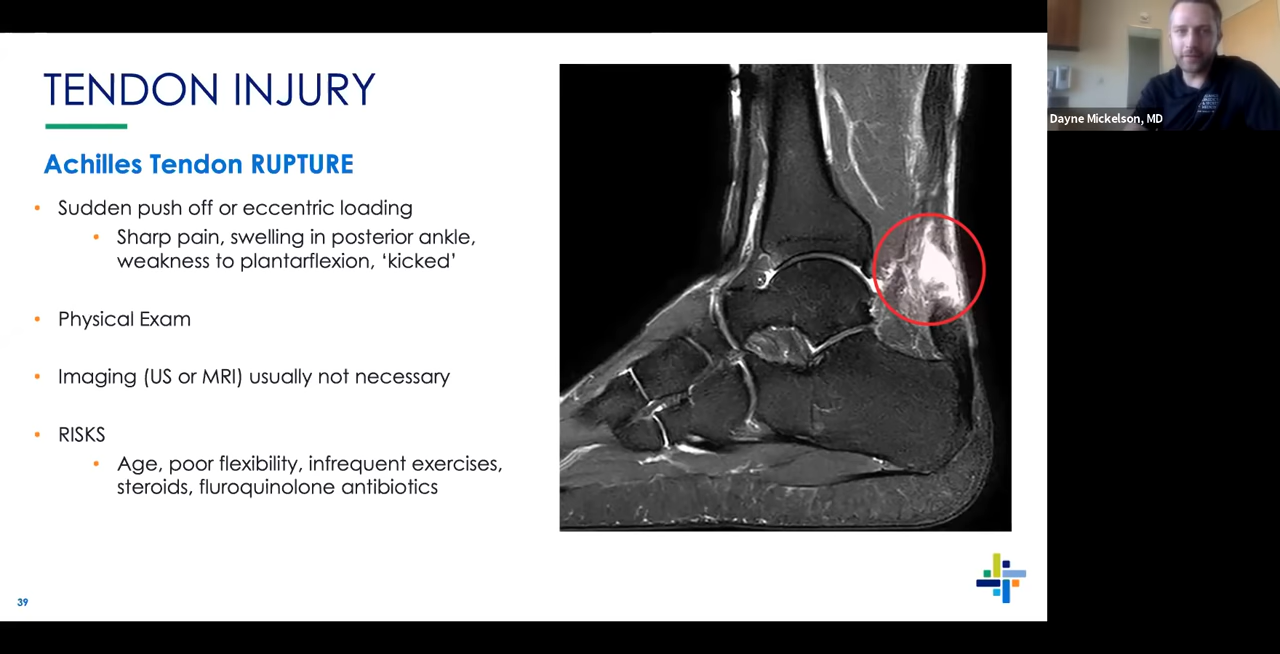 TENDON INJURY
Achilles Tendon RUPTURE
• Sudden push off or eccentric loading
• Sharp pain, swelling in posterior ankle,
weakness to plantarflexion, ‘kicked’
• Physical Exam
• Imaging (US or MRI) usually not necessary
• RISKS
• Age, poor flexibility, infrequent exercises,
steroids, fluroquinolone antibiotics
39
Dayne Mickelson, MD